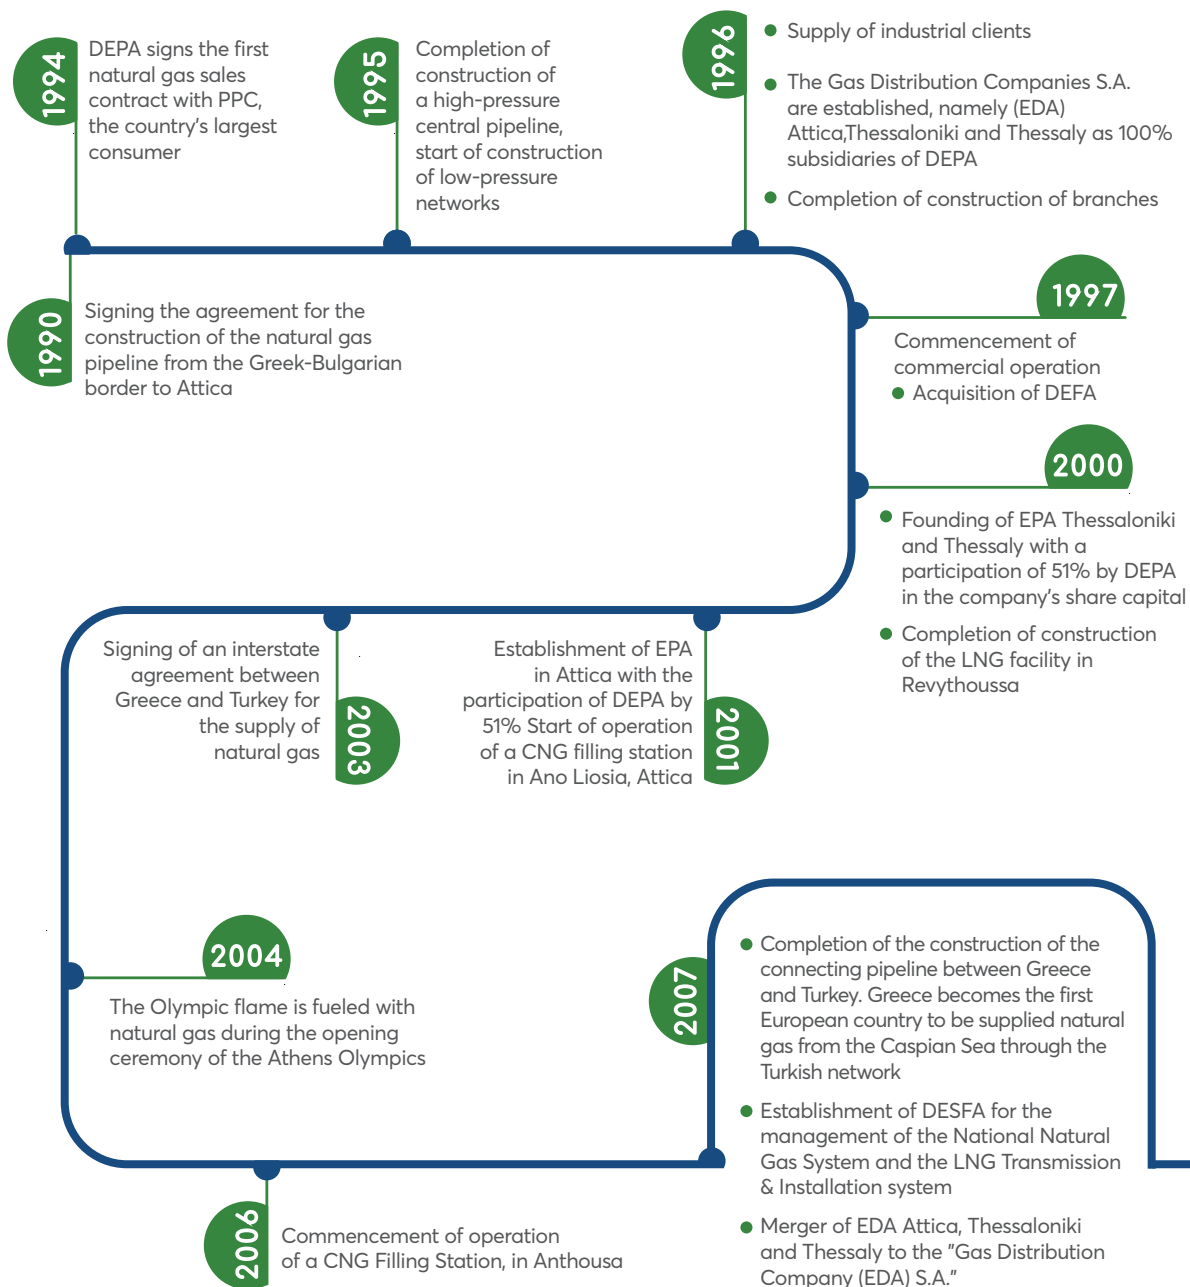 1994
DEPA signs the first
natural gas sales
contract with PPC,
the country's largest
consumer
1995
Completion of
construction of
a high-pressure
central pipeline,
start of construction
of low-pressure
networks
1996
Supply of industrial clients
The Gas Distribution Companies S.A.
are established, namely (EDA)
Attica,Thessaloniki and Thessaly as 100%
subsidiaries of DEPA
Completion of construction of branches
1990
Signing the agreement for the
construction of the natural gas
pipeline from the Greek-Bulgarian
border to Attica
1997
Commencement of
commercial operation
Acquisition of DEFA
2000
Founding of EPA Thessaloniki
and Thessaly with a
participation of 51% by DEPA
in the company's share capital
Completion of construction
of the LNG facility in
Revythoussa
Signing of an interstate
agreement between
Greece and Turkey for
the supply of
natural gas
2003
Establishment of EPA
in Attica with the
participation of DEPA by
51% Start of operation
of a CNG filling station
in Ano Liosia, Attica
2001
2004
The Olympic flame is fueled with
natural gas during the opening
ceremony of the Athens Olympics
2007
Completion of the construction of the
connecting pipeline between Greece
and Turkey. Greece becomes the first
European country to be supplied natural
gas from the Caspian Sea through the
Turkish network
Establishment of DESFA for the
management of the National Natural
Gas System and the LNG Transmission
& Installation system
Merger of EDA Attica, Thessaloniki
and Thessaly to the "Gas Distribution
Company (EDA) S.A."
2006
Commencement of operation
of a CNG Filling Station, in Anthousa